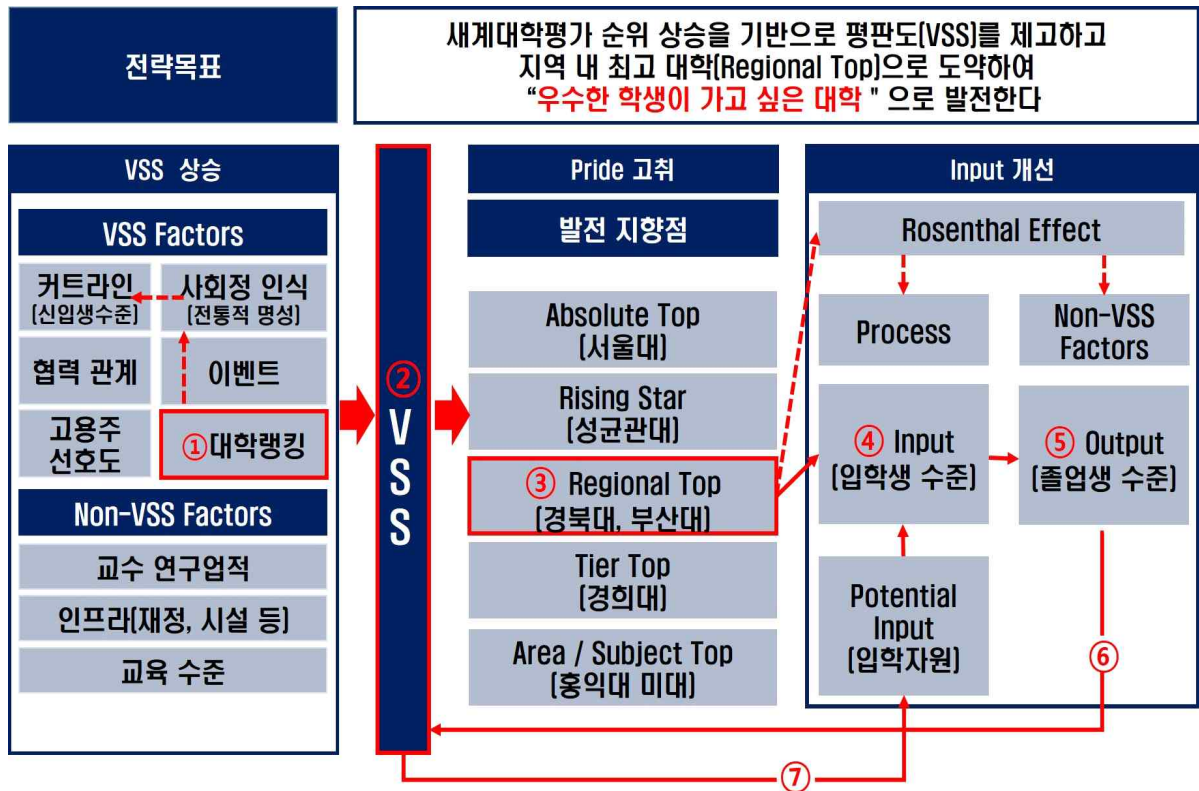 전략목표
새계대학평가 순위 상승을 기반으로 평판도(VSS)를 제고하고
지역 내 최고 대학(Regional Top)으로 도약하여
“우수한 학생이 가고 싶은 대학 " 으로 발전한다
VSS 상승
VSS Factors
커트라인
(신입생수준)
사회정 인식
(전통적 명성)
협력 관계
이벤트
고용주
선호도
①대학랭킹
Non-VSS Factors
교수 연구업적
인프라(재정, 시설 등)
교육 수준
②
V
S
S
Pride 고취
발전 지향점
Absolute Top
(서울대)
Rising Star
(성균관대)
③ Regional Top
(경북대, 부산대)
Tier Top
(경희대)
Area / Subject Top
(홍익대 미대)
Input 개선
Rosenthal Effect
Process
Non-VSS
Factors
④ Input
(입학생 수준)
⑤ Output
(졸업생 수준)
Potential
Input
(입학자원)
⑥
⑦